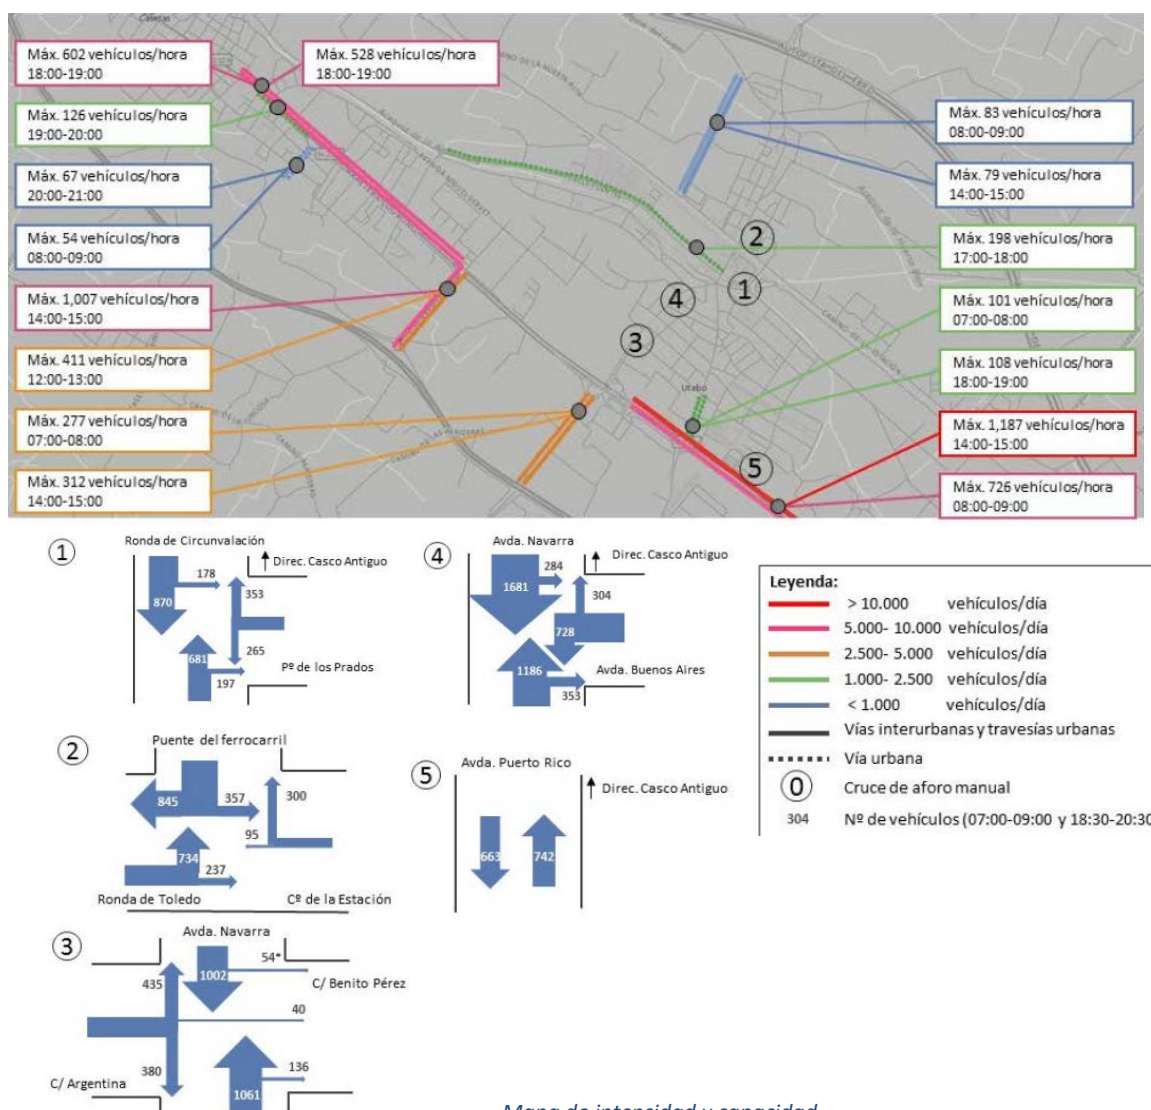 Máx. 602 vehículos/hora
18:00-19:00
Máx. 528 vehículos/hora
18:00-19:00
Máx. 126 vehículos/hora
19:00-20:00
Máx. 67 vehículos/hora
20:00-21:00
Máx. 54 vehículos/hora
08:00-09:00
Máx. 1,007 vehículos/hora
14:00-15:00
Máx. 411 vehículos/hora
12:00-13:00
Máx. 277 vehículos/hora
07:00-08:00
Máx. 312 vehículos/hora
14:00-15:00
Máx. 83 vehículos/hora
08:00-09:00
Máx. 79 vehículos/hora
14:00-15:00
Máx. 198 vehículos/hora
17:00-18:00
Máx. 101 vehículos/hora
07:00-08:00
Máx. 108 vehículos/hora
18:00-19:00
Máx. 1,187 vehículos/hora
14:00-15:00
Máx. 726 vehículos/hora
08:00-09:00
Utebo
2
1
4
3
5
1
Ronda de Circunvalación
Direc. Casco Antiguo
178
870
353
265
681
197
Pº de los Prados
2
Puente del ferrocarril
845
357
300
95
734
237
Ronda de Toledo
Cº de la Estación
3
Avda. Navarra
54*
1002
435
C/ Benito Pérez
40
380
136
C/ Argentina
1061
4
Avda. Navarra
Direc. Casco Antiguo
284
1681
304
728
1186
Avda. Buenos Aires
353
5
Avda. Puerto Rico
Direc. Casco Antiguo
663
742
Leyenda:
> 10.000 vehículos/día
5.000- 10.000 vehículos/día
2.500- 5.000 vehículos/día
1.000- 2.500 vehículos/día
< 1.000 vehículos/día
Vías interurbanas y travesías urbanas
Vía urbana
0 Cruce de aforo manual
304 Nº de vehículos (07:00-09:00 y 18:30-20:30
Mapa de intensidad y capacidad